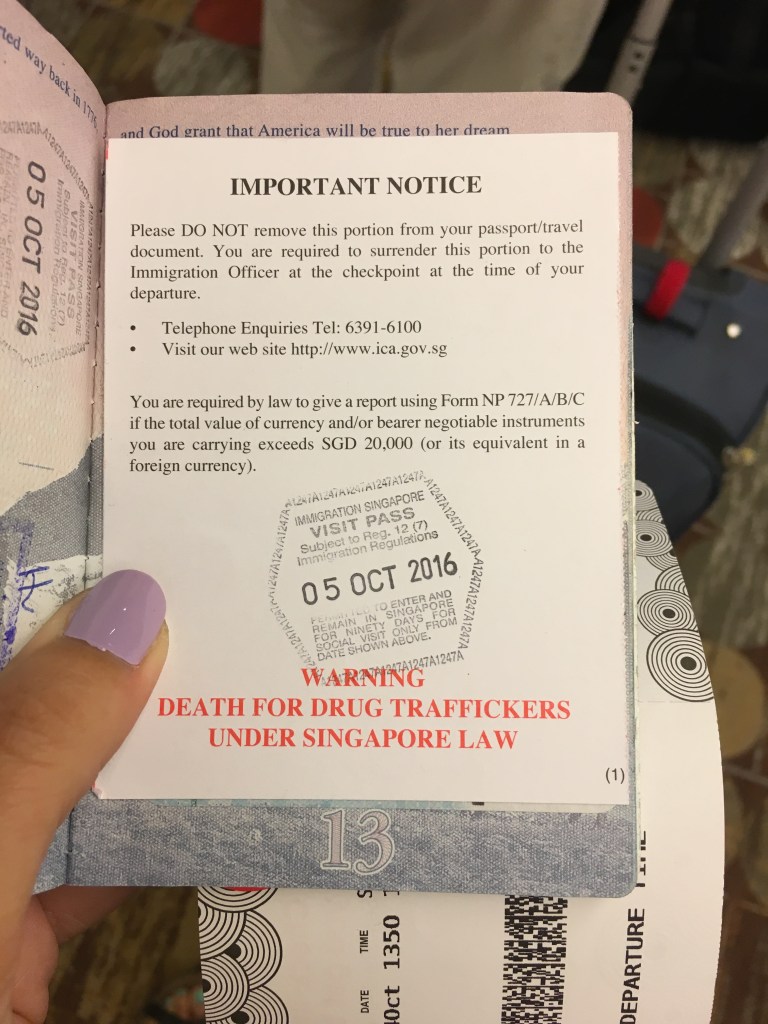 rted way back in 1776
05 OCT 2016
and God grant that America will be true to her dream
IMPORTANT NOTICE
Please DO NOT remove this portion from your passport/travel
document. You are required to surrender this portion to the
Immigration Officer at the checkpoint at the time of your
departure.
• Telephone Enquiries Tel: 6391-6100
• Visit our web site http://www.ica.gov.sg
You are required by law to give a report using Form NP 727/A/B/C
if the total value of currency and/or bearer negotiable instruments
you are carrying exceeds SGD 20,000 (or its equivalent in a
foreign currency).
IMMIGRATION SINGAPORE
VISIT PASS
Subject to Reg. 12 (7)
Immigration Regulations
05 OCT 2016
PERMITTED TO ENTER AND
REMAIN IN SINGAPORE
FOR NINETY DAYS FOR
SOCIAL VISIT ONLY FROM
DATE SHOWN ABOVE.
WARNING
DEATH FOR DRUG TRAFFICKERS
UNDER SINGAPORE LAW
(1)
13
DATE TIME
Oct 1350
DEPARTURE TIME